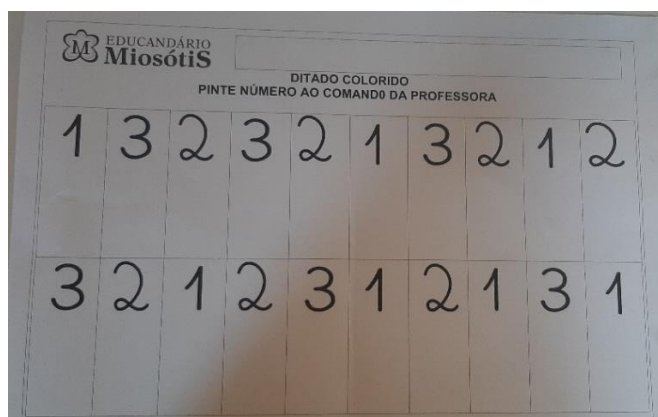 M
EDUCANDÁRIO
MiosótiS
DITADO COLORIDO
PINTE NÚMERO AO COMAND0 DA PROFESSORA
1 3 2 3 2 1 3 2 1 2
3 2 1 2 3 1 2 1 3 1